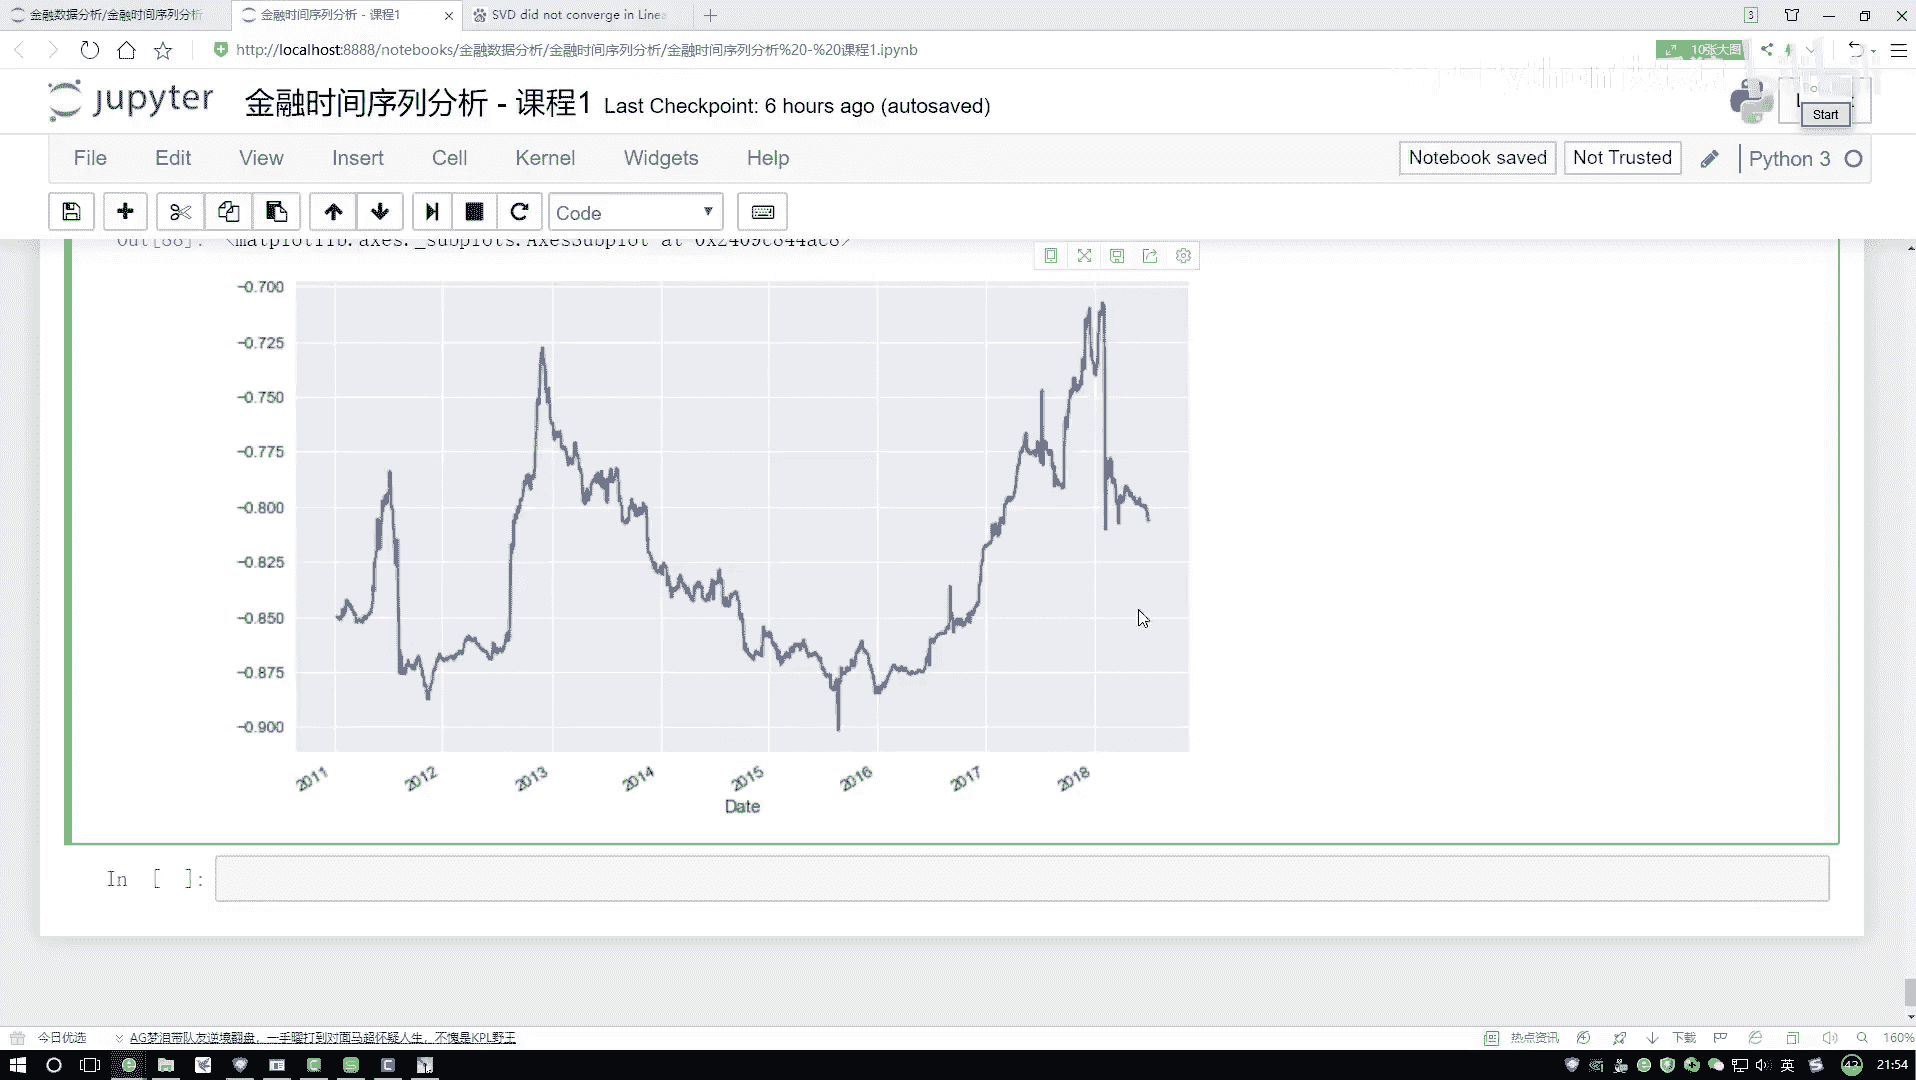 金融数据分析/金融时间序列分析
金融时间序列分析 - 课程1
SVD did not converge in Linea
3
http://localhost:8888/notebooks/金融数据分析/金融时间序列分析/金融时间序列分析%20-%20课程1.ipynb
10张大图
jupyter
金融时间序列分析 - 课程1 Last Checkpoint: 6 hours ago (autosaved)
Start
File Edit View Insert Cell Kernel Widgets Help
Notebook saved Not Trusted Python 3
Code
Out[88]: <matplotlib.axes._subplots.AxesSubplot at 0x2409c844ac8>
-0.700
-0.725
-0.750
-0.775
-0.800
-0.825
-0.850
-0.875
-0.900
2011 2012 2013 2014 2015 2016 2017 2018
Date
In [ ]:
今日优选
AG梦泪带队友逆境翻盘，一手曜打到对面马超怀疑人生，不愧是KPL野王
热点资讯
下载
160%
英
43
21:54